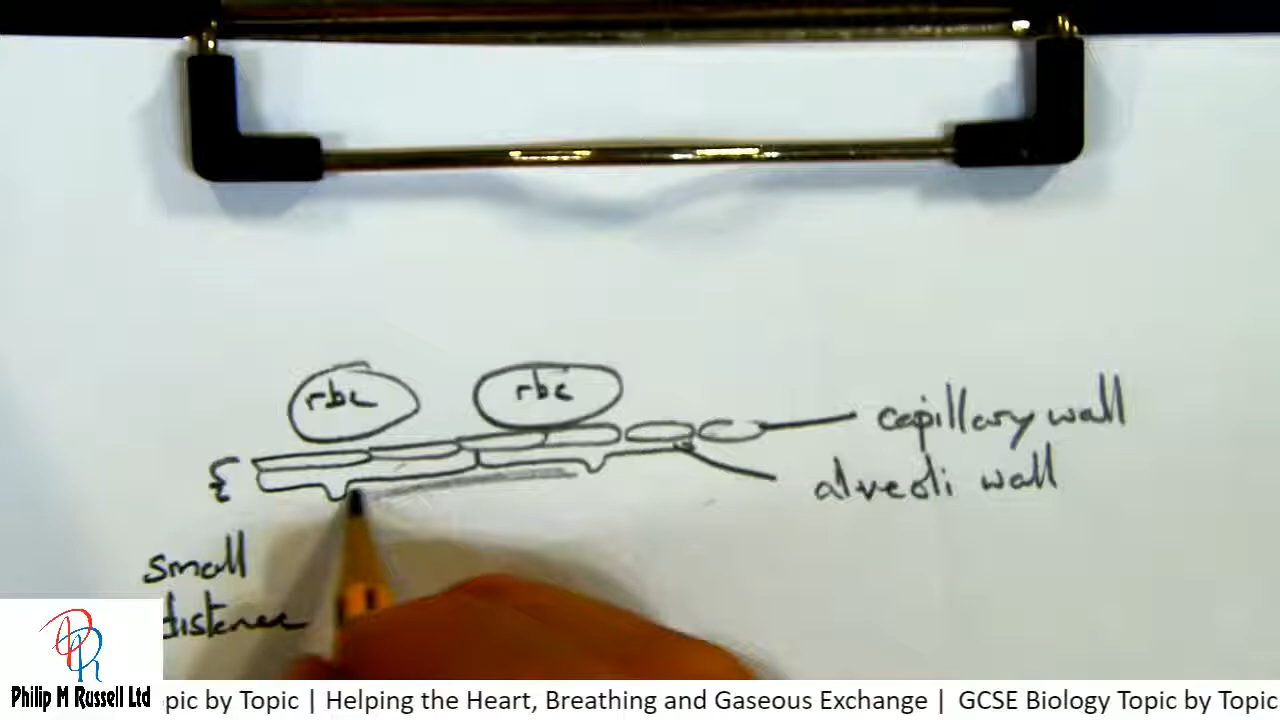 rbc
rbc
capillary wall
alveoli wall
small
distance
Philip M Russell Ltd
pic by Topic | Helping the Heart, Breathing and Gaseous Exchange | GCSE Biology Topic by Topic